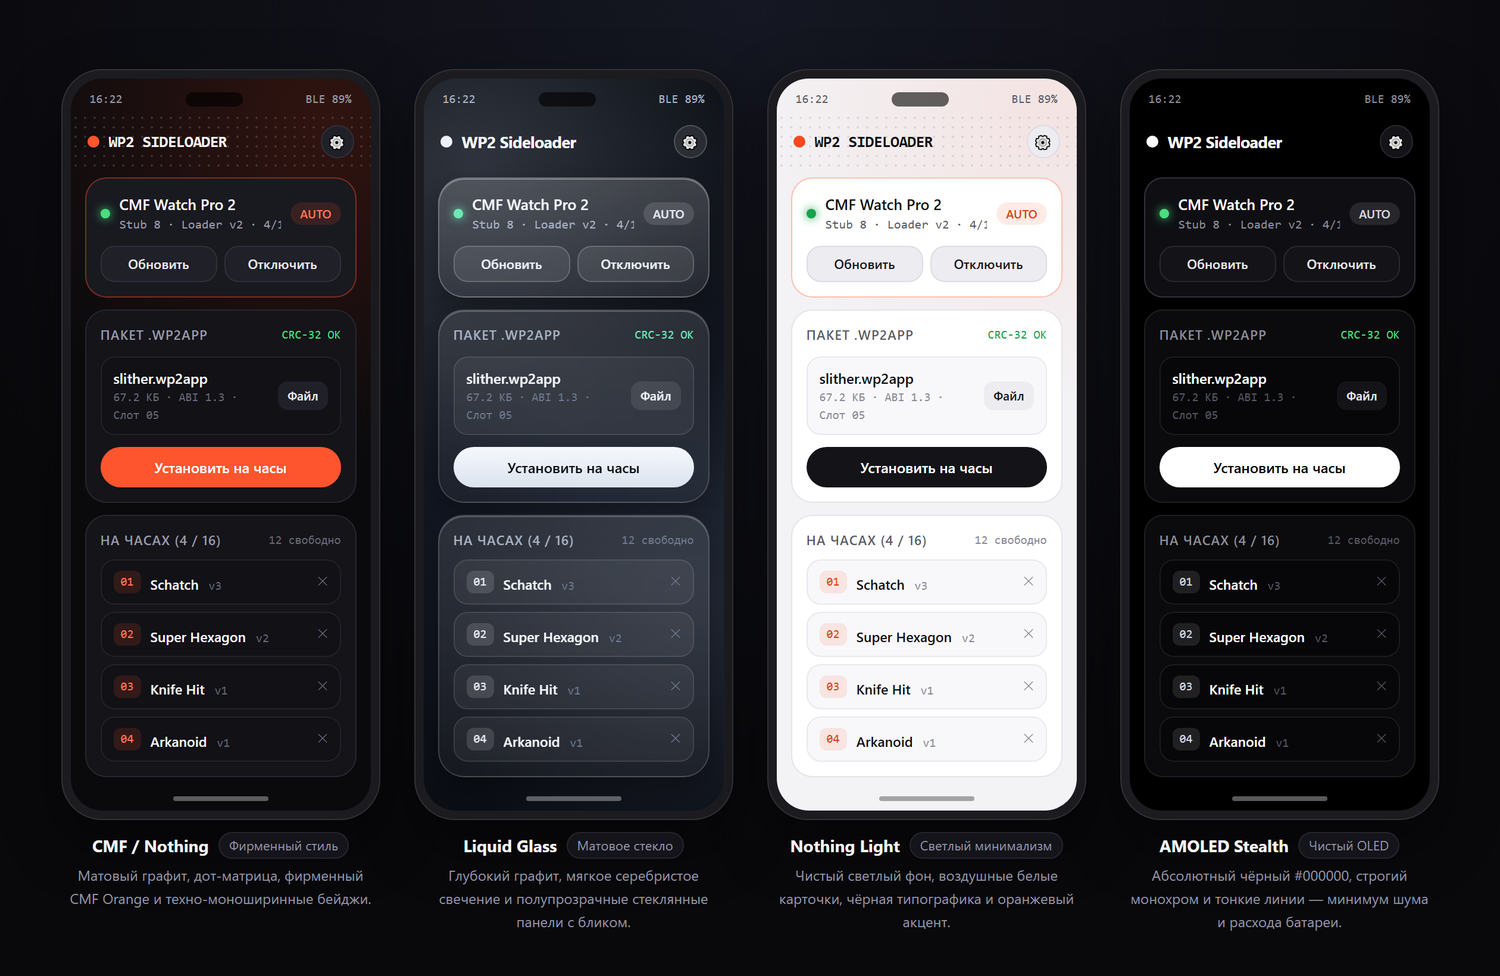 16:22
BLE 89%
WP2 SIDELOADER
CMF Watch Pro 2
Stub 8 · Loader v2 · 4/1
AUTO
Обновить
Отключить
ПАКЕТ .WP2APP
CRC-32 OK
slither.wp2app
67.2 КБ · ABI 1.3 ·
Слот 05
Файл
Установить на часы
НА ЧАСАХ (4 / 16)
12 свободно
01 Schatch v3
02 Super Hexagon v2
03 Knife Hit v1
04 Arkanoid v1
CMF / Nothing
Фирменный стиль
Матовый графит, дот-матрица, фирменный
CMF Orange и техно-моноширинные бейджи.
16:22
BLE 89%
WP2 Sideloader
CMF Watch Pro 2
Stub 8 · Loader v2 · 4/1
AUTO
Обновить
Отключить
ПАКЕТ .WP2APP
CRC-32 OK
slither.wp2app
67.2 КБ · ABI 1.3 ·
Слот 05
Файл
Установить на часы
НА ЧАСАХ (4 / 16)
12 свободно
01 Schatch v3
02 Super Hexagon v2
03 Knife Hit v1
04 Arkanoid v1
Liquid Glass
Матовое стекло
Глубокий графит, мягкое серебристое
свечение и полупрозрачные стеклянные
панели с бликом.
16:22
BLE 89%
WP2 SIDELOADER
CMF Watch Pro 2
Stub 8 · Loader v2 · 4/1
AUTO
Обновить
Отключить
ПАКЕТ .WP2APP
CRC-32 OK
slither.wp2app
67.2 КБ · ABI 1.3 ·
Слот 05
Файл
Установить на часы
НА ЧАСАХ (4 / 16)
12 свободно
01 Schatch v3
02 Super Hexagon v2
03 Knife Hit v1
04 Arkanoid v1
Nothing Light
Светлый минимализм
Чистый светлый фон, воздушные белые
карточки, чёрная типографика и оранжевый
акцент.
16:22
BLE 89%
WP2 Sideloader
CMF Watch Pro 2
Stub 8 · Loader v2 · 4/1
AUTO
Обновить
Отключить
ПАКЕТ .WP2APP
CRC-32 OK
slither.wp2app
67.2 КБ · ABI 1.3 ·
Слот 05
Файл
Установить на часы
НА ЧАСАХ (4 / 16)
12 свободно
01 Schatch v3
02 Super Hexagon v2
03 Knife Hit v1
04 Arkanoid v1
AMOLED Stealth
Чистый OLED
Абсолютный чёрный #000000, строгий
монохром и тонкие линии — минимум шума
и расхода батареи.